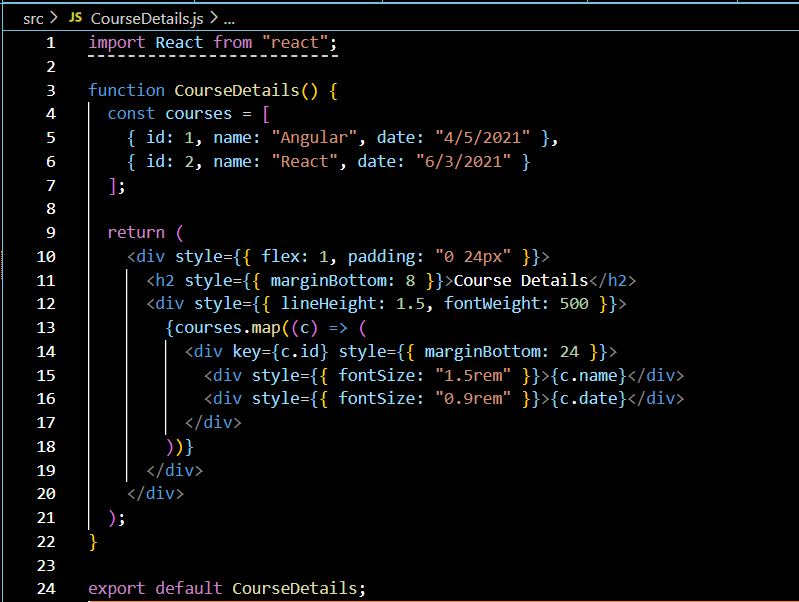 src > JS CourseDetails.js > ...
1 import React from "react";
2
3 function CourseDetails() {
4   const courses = [
5     { id: 1, name: "Angular", date: "4/5/2021" },
6     { id: 2, name: "React", date: "6/3/2021" }
7   ];
8
9   return (
10     <div style={{ flex: 1, padding: "0 24px" }}>
11       <h2 style={{ marginBottom: 8 }}>Course Details</h2>
12       <div style={{ lineHeight: 1.5, fontWeight: 500 }}>
13         {courses.map((c) => (
14           <div key={c.id} style={{ marginBottom: 24 }}>
15             <div style={{ fontSize: "1.5rem" }}>{c.name}</div>
16             <div style={{ fontSize: "0.9rem" }}>{c.date}</div>
17           </div>
18         ))}
19       </div>
20     </div>
21   );
22 }
23
24 export default CourseDetails;